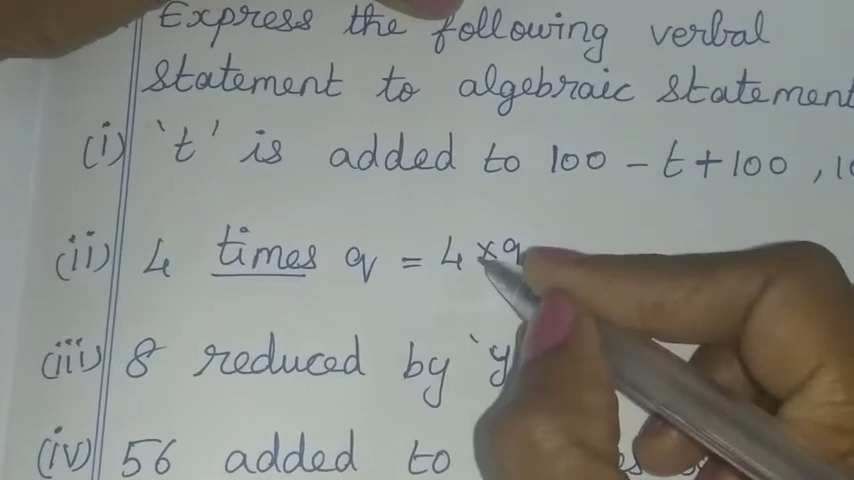 Express the following verbal
statement to algebraic statement
(i) 't' is added to 100 - t + 100 ,
(ii) 4 times q = 4 × q
(iii) 8 reduced by 'y
(iv) 56 added to